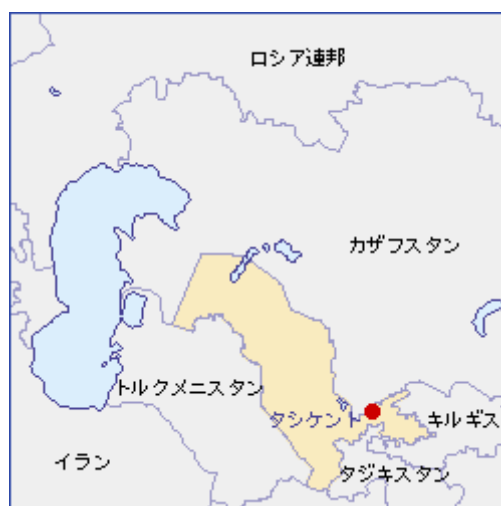 ロシア連邦
カザフスタン
トルクメニスタン
タシケント
キルギス
イラン
タジキスタン